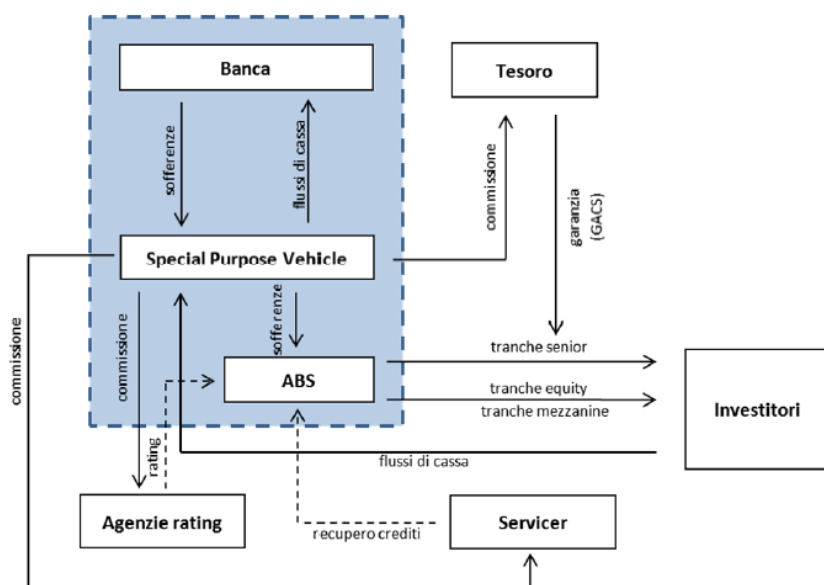 Banca
Tesoro
sofferenze
flussi di cassa
commissione
garanzia
(GACS)
Special Purpose Vehicle
commissione
commissione
sofferenze
ABS
tranche senior
tranche equity
tranche mezzanine
Investitori
rating
flussi di cassa
Agenzie rating
recupero crediti
Servicer